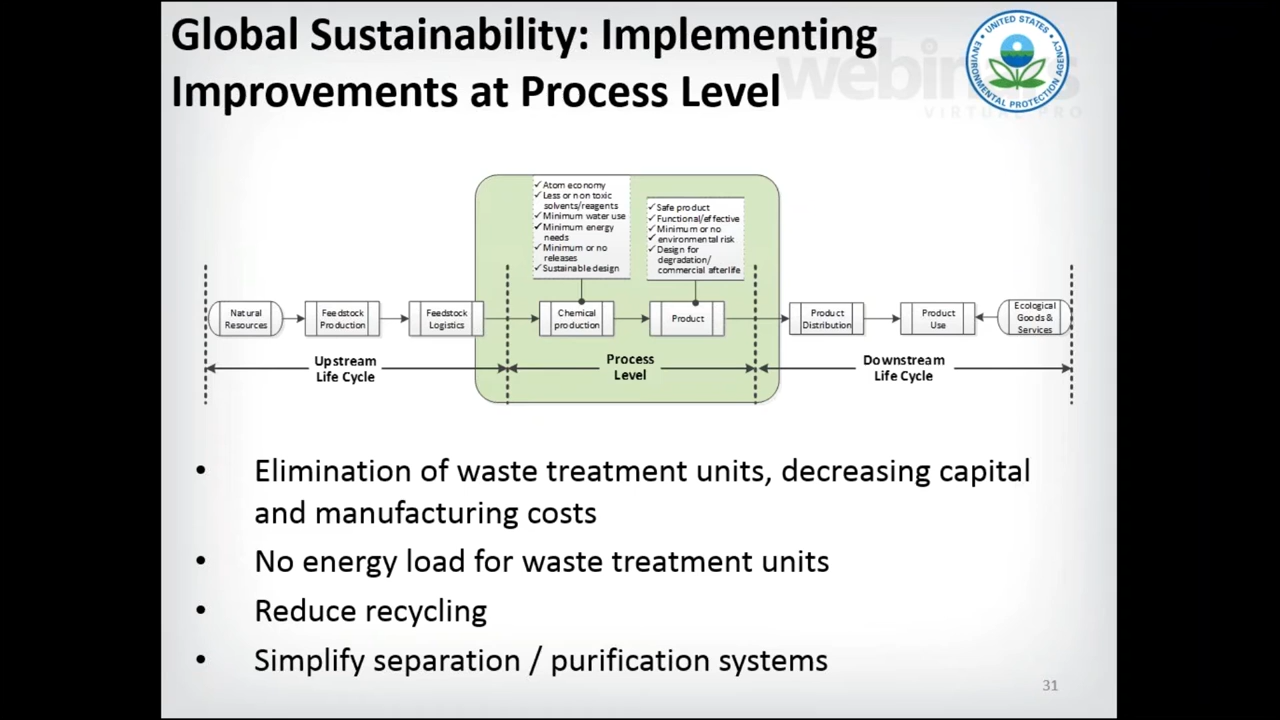 Global Sustainability: Implementing
Improvements at Process Level
UNITED STATES
ENVIRONMENTAL PROTECTION AGENCY
VIRTUAL PRO
✓ Atom economy
✓ Less or non toxic
solvents/reagents
✓ Minimum water use
✓ Minimum energy
needs
✓ Minimum or no
releases
✓ Sustainable design
✓ Safe product
✓ Functional/effective
✓ Minimum or no
✓ environmental risk
✓ Design for
degradation/
commercial afterlife
Natural
Resources
Feedstock
Production
Feedstock
Logistics
Chemical
production
Product
Product
Distribution
Product
Use
Ecological
Goods &
Services
Upstream
Life Cycle
Process
Level
Downstream
Life Cycle
• Elimination of waste treatment units, decreasing capital
and manufacturing costs
• No energy load for waste treatment units
• Reduce recycling
• Simplify separation / purification systems
31